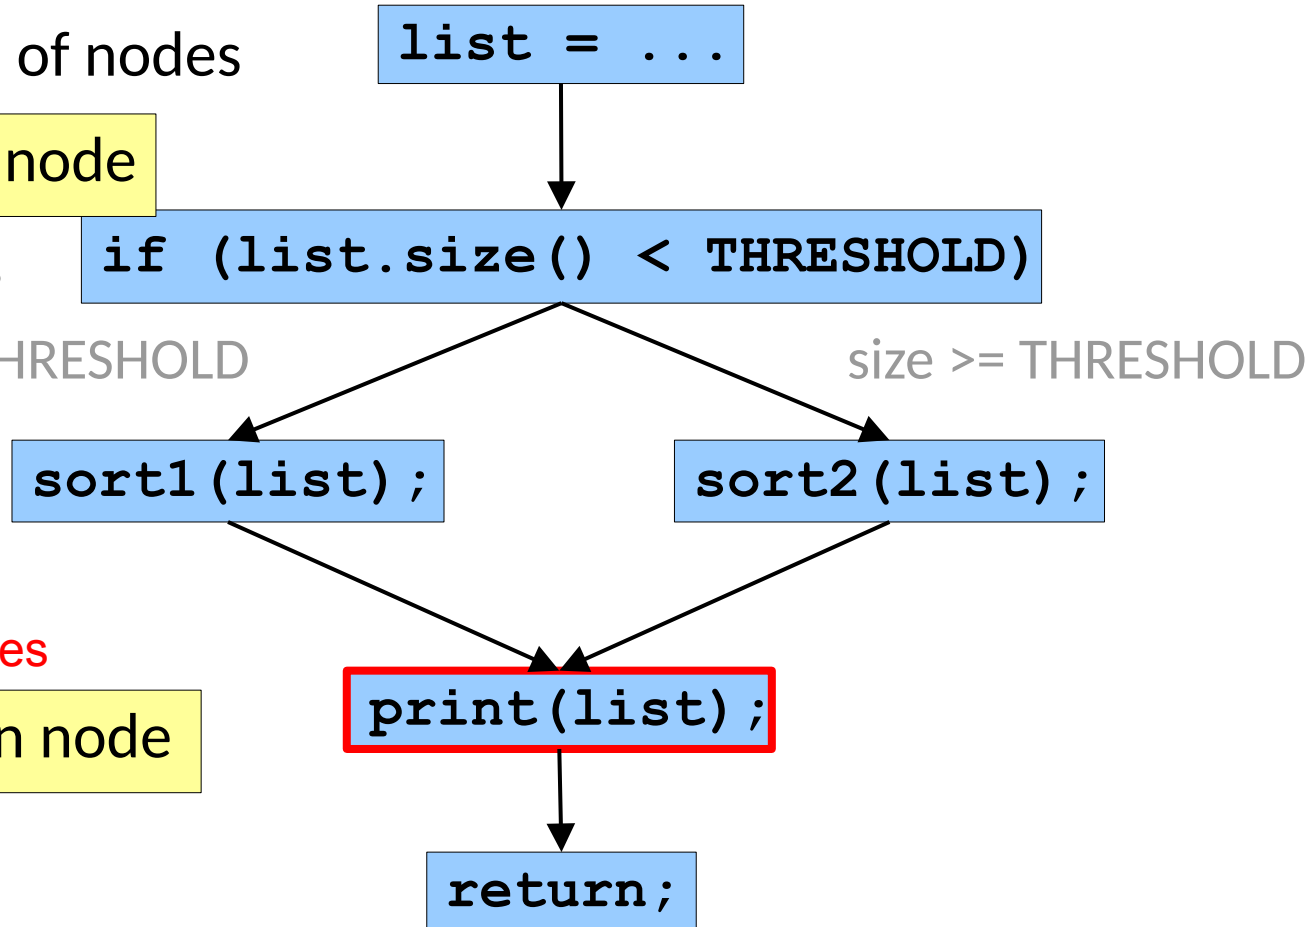 of nodes
list = ...
node
if (list.size() < THRESHOLD)
HRESHOLD
size >= THRESHOLD
sort1(list);
sort2(list);
es
print(list);
n node
return;